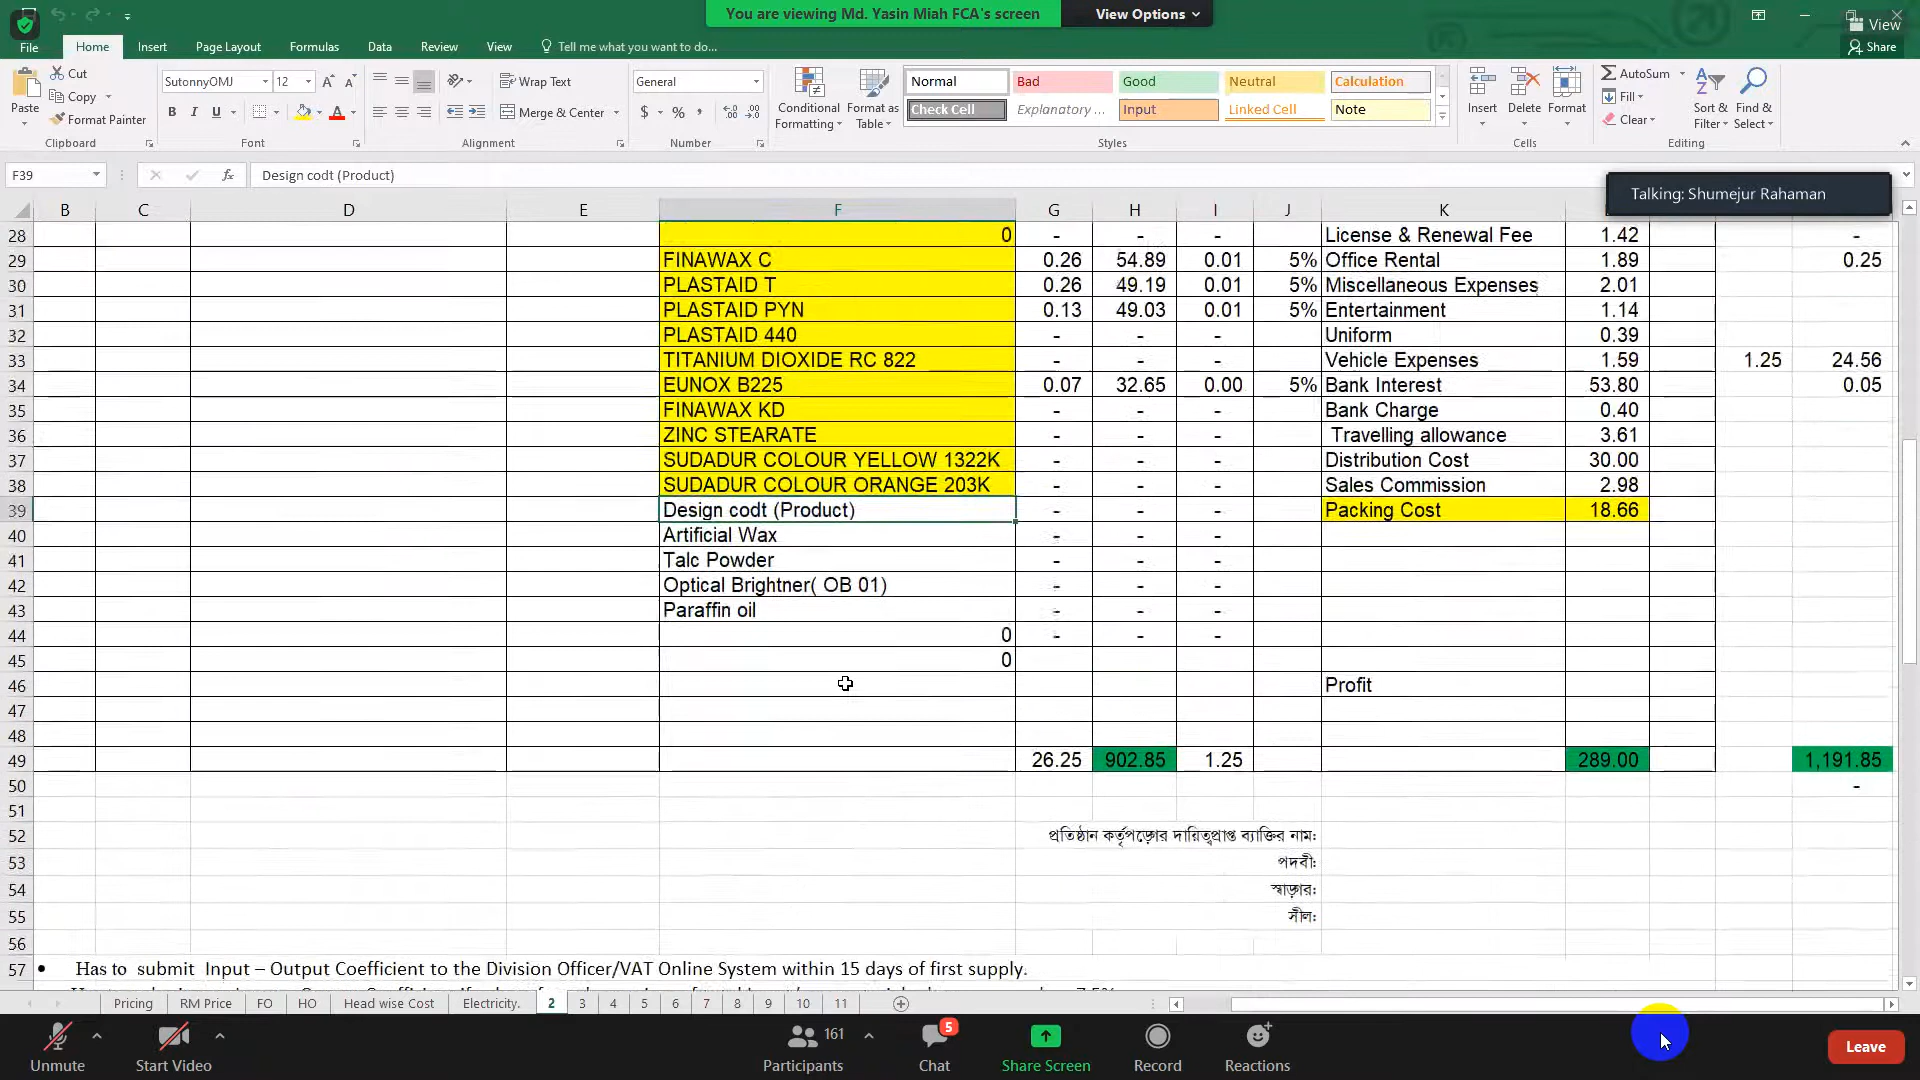 You are viewing Md. Yasin Miah FCA's screen
View Options
View
File Home Insert Page Layout Formulas Data Review View Tell me what you want to do...
Share
Paste Cut Copy Format Painter
SutonnyOMJ 12
B I U
Wrap Text
Merge & Center
General
$ %
Conditional Formatting
Format as Table
Normal Bad Good Neutral Calculation
Check Cell Explanatory ... Input Linked Cell Note
Insert Delete Format
AutoSum Fill Clear
Sort & Filter
Find & Select
Clipboard Font Alignment Number Styles Cells Editing
F39 fx Design codt (Product)
Talking: Shumejur Rahaman
B C D E F G H I J K
28 0 - - - License & Renewal Fee 1.42 -
29 FINAWAX C 0.26 54.89 0.01 5% Office Rental 1.89 0.25
30 PLASTAID T 0.26 49.19 0.01 5% Miscellaneous Expenses 2.01
31 PLASTAID PYN 0.13 49.03 0.01 5% Entertainment 1.14
32 PLASTAID 440 - - - Uniform 0.39
33 TITANIUM DIOXIDE RC 822 - - - Vehicle Expenses 1.59 1.25 24.56
34 EUNOX B225 0.07 32.65 0.00 5% Bank Interest 53.80 0.05
35 FINAWAX KD - - - Bank Charge 0.40
36 ZINC STEARATE - - - Travelling allowance 3.61
37 SUDADUR COLOUR YELLOW 1322K - - - Distribution Cost 30.00
38 SUDADUR COLOUR ORANGE 203K - - - Sales Commission 2.98
39 Design codt (Product) - - - Packing Cost 18.66
40 Artificial Wax - - -
41 Talc Powder - - -
42 Optical Brightner( OB 01) - - -
43 Paraffin oil - - -
44 0 - - -
45 0
46 Profit
47
48
49 26.25 902.85 1.25 289.00 1,191.85
50 -
51
52 প্রতিষ্ঠান কর্তৃপড়্গের দায়িত্বপ্রাপ্ত ব্যাক্তির নাম:
53 পদবী:
54 স্বাড়্গর:
55 সীল:
56
57 • Has to submit Input – Output Coefficient to the Division Officer/VAT Online System within 15 days of first supply.
Pricing RM Price FO HO Head wise Cost Electricity. 2 3 4 5 6 7 8 9 10 11
Unmute
Start Video
Participants 161
Chat 5
Share Screen
Record
Reactions
Leave